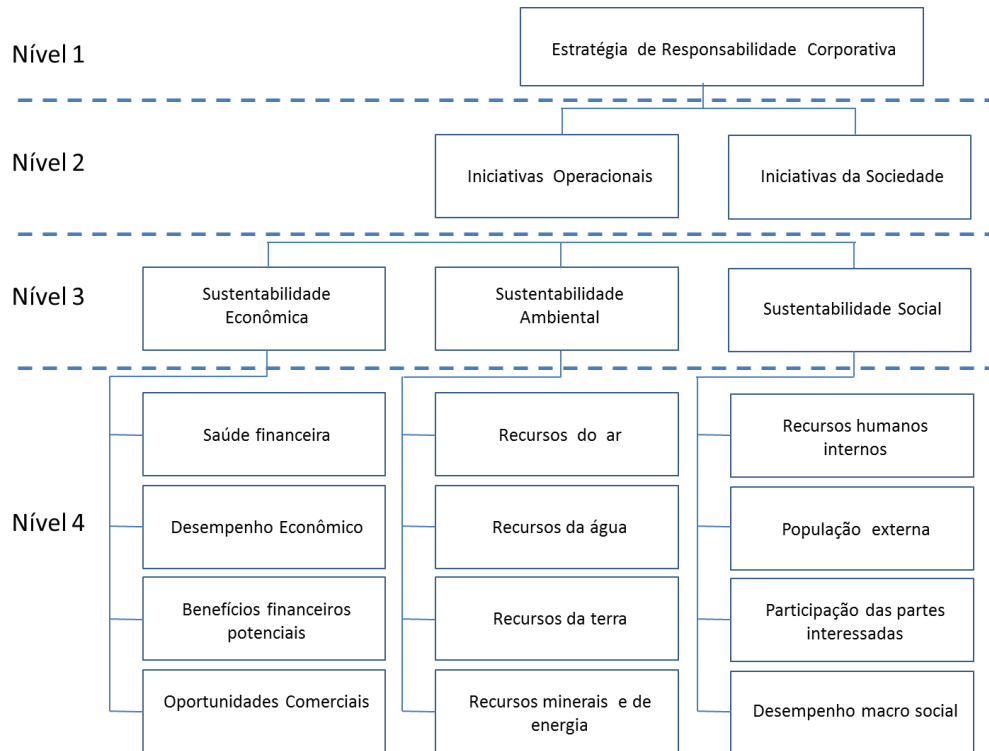 Nível 1
Estratégia de Responsabilidade Corporativa
Nível 2
Iniciativas Operacionais
Iniciativas da Sociedade
Nível 3
Sustentabilidade
Econômica
Sustentabilidade
Ambiental
Sustentabilidade Social
Nível 4
Saúde financeira
Desempenho Econômico
Benefícios financeiros
potenciais
Oportunidades Comerciais
Recursos do ar
Recursos da água
Recursos da terra
Recursos minerais e de
energia
Recursos humanos
internos
População externa
Participação das partes
interessadas
Desempenho macro social